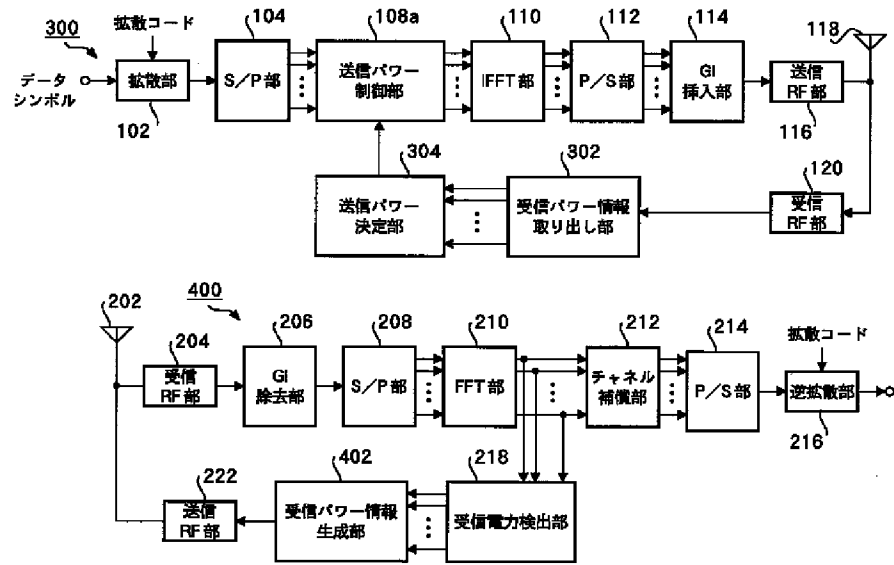 300
拡散コード
104
108a
110
112
114
118
データ
シンボル
拡散部
S/P部
送信パワー
制御部
IFFT部
P/S部
GI
挿入部
送信
RF部
102
116
304
302
120
送信パワー
決定部
受信パワー情報
取り出し部
受信
RF部
202
400
204
206
208
210
212
214
拡散コード
受信
RF部
GI
除去部
S/P部
FFT部
チャネル
補償部
P/S部
逆拡散部
216
222
402
218
送信
RF部
受信パワー情報
生成部
受信電力検出部